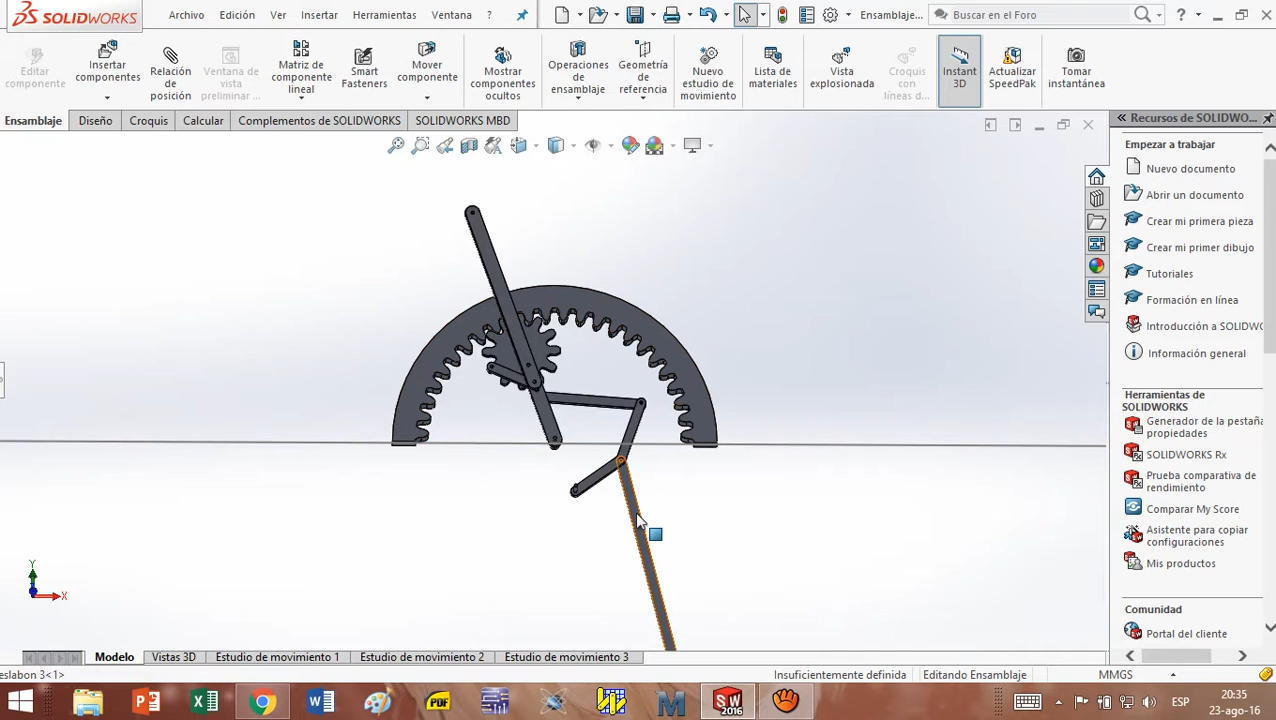 SOLIDWORKS
Archivo Edición Ver Insertar Herramientas Ventana ?
Ensamblaje...
Buscar en el Foro
Editar componente
Insertar componentes
Relación de posición
Ventana de vista preliminar ...
Matriz de componente lineal
Smart Fasteners
Mover componente
Mostrar componentes ocultos
Operaciones de ensamblaje
Geometría de referencia
Nuevo estudio de movimiento
Lista de materiales
Vista explosionada
Croquis con líneas d...
Instant 3D
Actualizar SpeedPak
Tomar instantánea
Ensamblaje Diseño Croquis Calcular Complementos de SOLIDWORKS SOLIDWORKS MBD
Recursos de SOLIDWO...
Empezar a trabajar
Nuevo documento
Abrir un documento
Crear mi primera pieza
Crear mi primer dibujo
Tutoriales
Formación en línea
Introducción a SOLIDWO
Información general
Herramientas de SOLIDWORKS
Generador de la pestaña
propiedades
SOLIDWORKS Rx
Prueba comparativa de
rendimiento
Comparar My Score
Asistente para copiar
configuraciones
Mis productos
Comunidad
Portal del cliente
Y
X
Modelo Vistas 3D Estudio de movimiento 1 Estudio de movimiento 2 Estudio de movimiento 3
eslabon 3<1>
Insuficientemente definida Editando Ensamblaje MMGS
PDF
SW
2016
ESP
20:35
23-ago-16